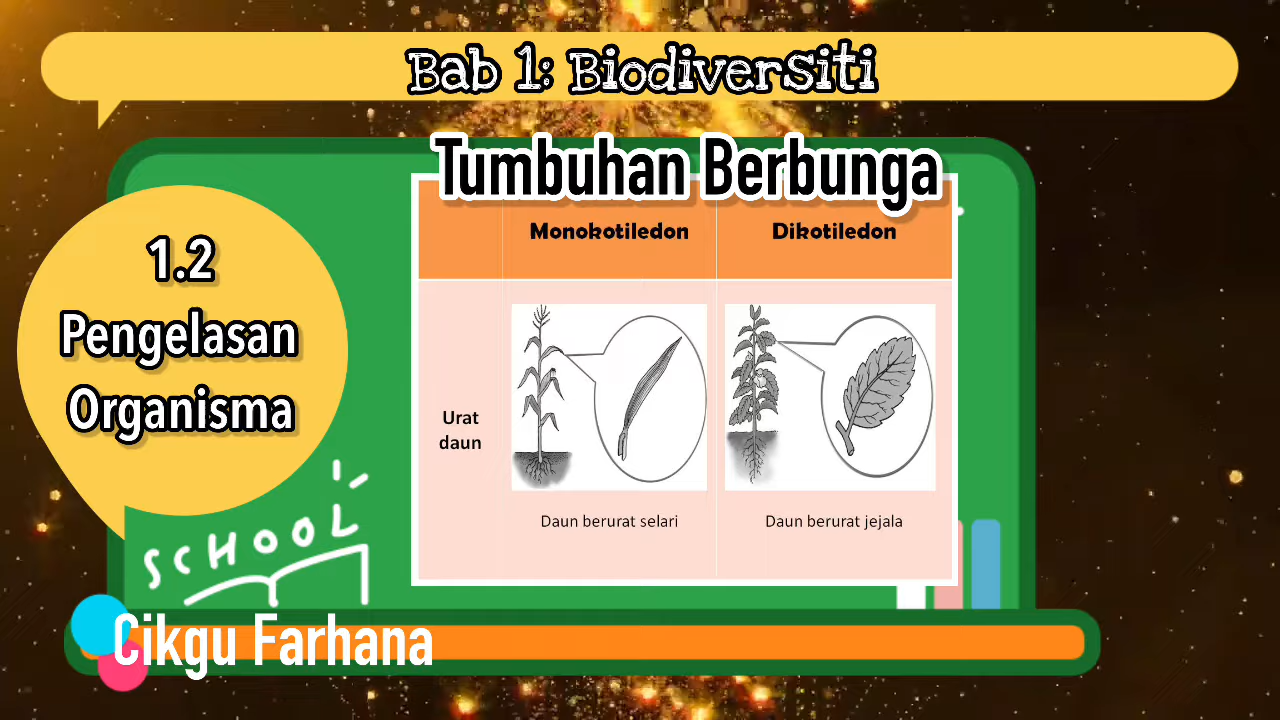 Bab 1: Biodiversiti
Tumbuhan Berbunga
1.2
Pengelasan
Organisma
Monokotiledon
Dikotiledon
Urat
daun
Daun berurat selari
Daun berurat jejala
SCHOOL
Cikgu Farhana